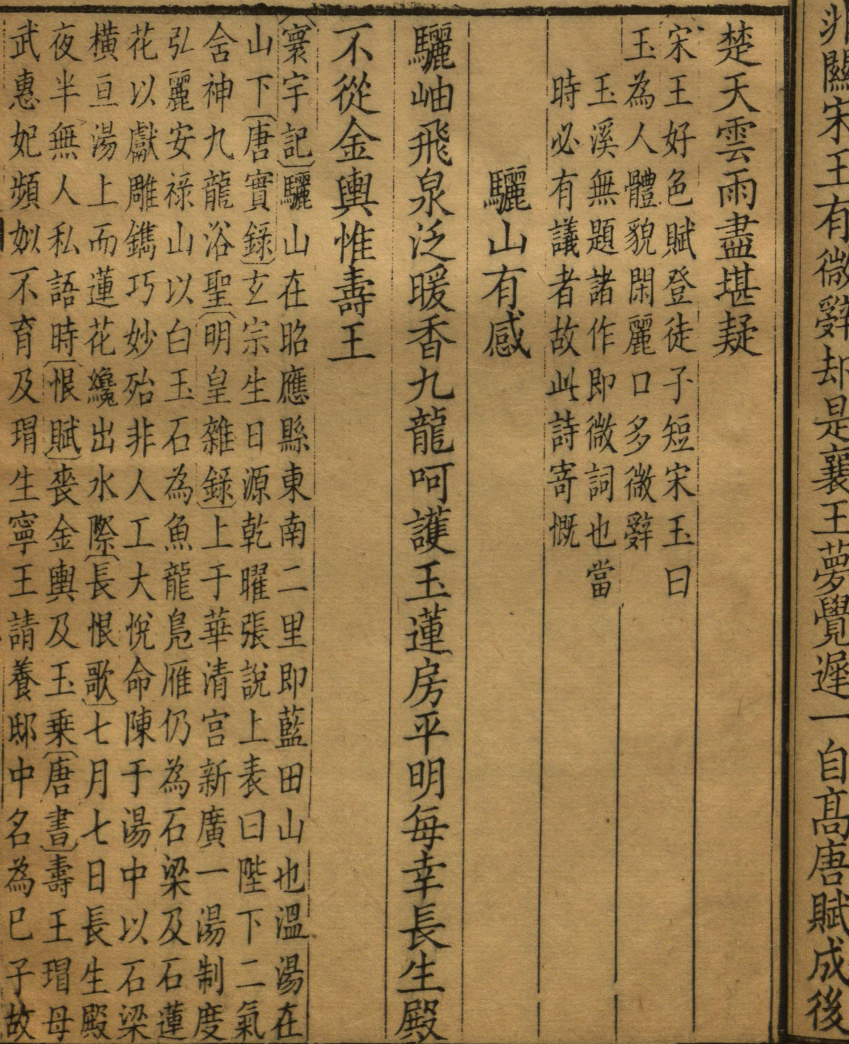 非關宋玉有微辭却是襄王夢覺遲一自髙唐賦成後
楚天雲雨盡堪疑
宋玉好色賦登徒子短宋玉曰
玉為人體貌閑麗口多微辭
玉溪無題諸作即微詞也當
時必有議者故此詩寄慨
驪山有感
驪岫飛泉泛暖香九龍呵護玉蓮房平明每幸長生殿
不從金輿惟壽王
寰宇記驪山在昭應縣東南二里即藍田山也溫湯在
山下唐實錄玄宗生日源乾曜張說上表曰陛下二氣
舍神九龍浴聖明皇雜錄上于華清宮新廣一湯制度
弘麗安祿山以白玉石為魚龍鳬雁仍為石梁及石蓮
花以獻雕鐫巧妙殆非人工大悅命陳于湯中以石梁
橫亘湯上而蓮花纔出水際長恨歌七月七日長生殿
夜半無人私語時恨賦喪金輿及玉乗唐書壽王瑁母
武惠妃頻姒不育及瑁生寧王請養邸中名為己子故